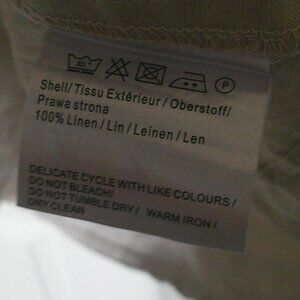 30°
P
Shell/Tissu Extérieur/Oberstoff/
Prawa strona
100% Linen/Lin/Leinen/Len
DELICATE CYCLE WITH LIKE COLOURS/
DO NOT BLEACH/
DO NOT TUMBLE DRY/ WARM IRON/
DRY CLEAN